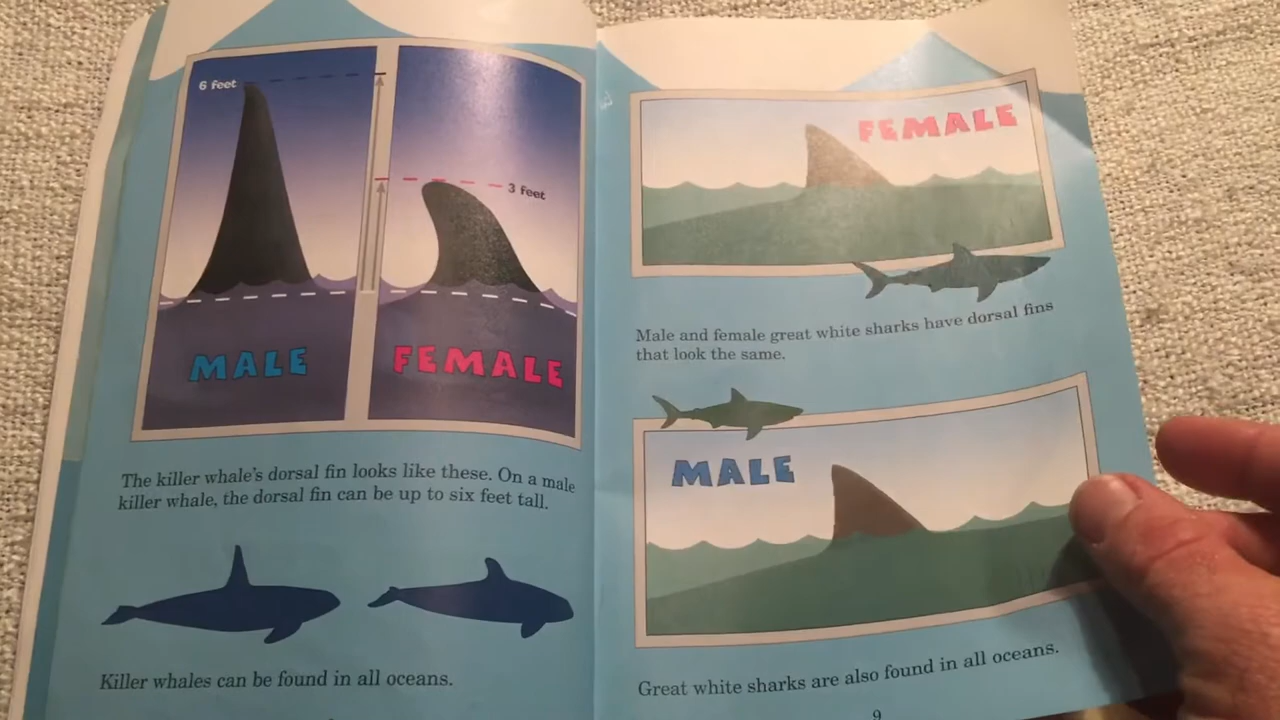 6 feet
3 feet
MALE
FEMALE
The killer whale's dorsal fin looks like these. On a male
killer whale, the dorsal fin can be up to six feet tall.
Killer whales can be found in all oceans.
FEMALE
Male and female great white sharks have dorsal fins
that look the same.
MALE
Great white sharks are also found in all oceans.
9